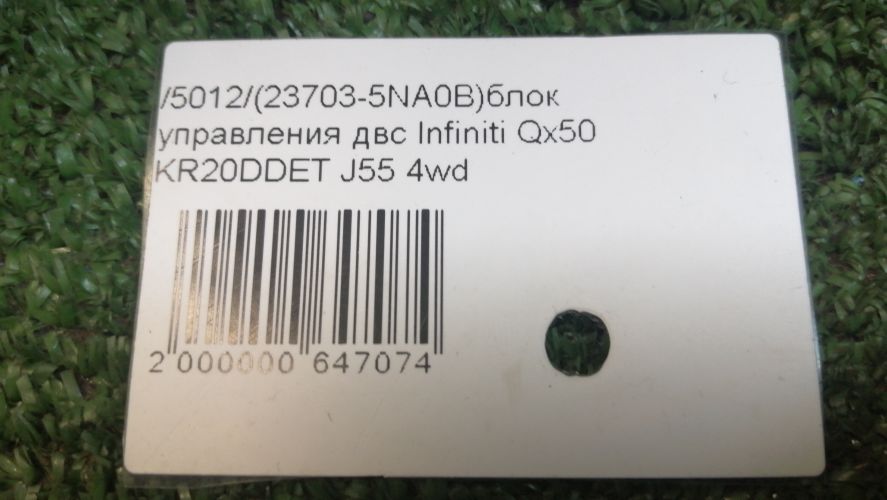 /5012/(23703-5NA0B)блок
управления двс Infiniti Qx50
KR20DDET J55 4wd
2 000000 647074